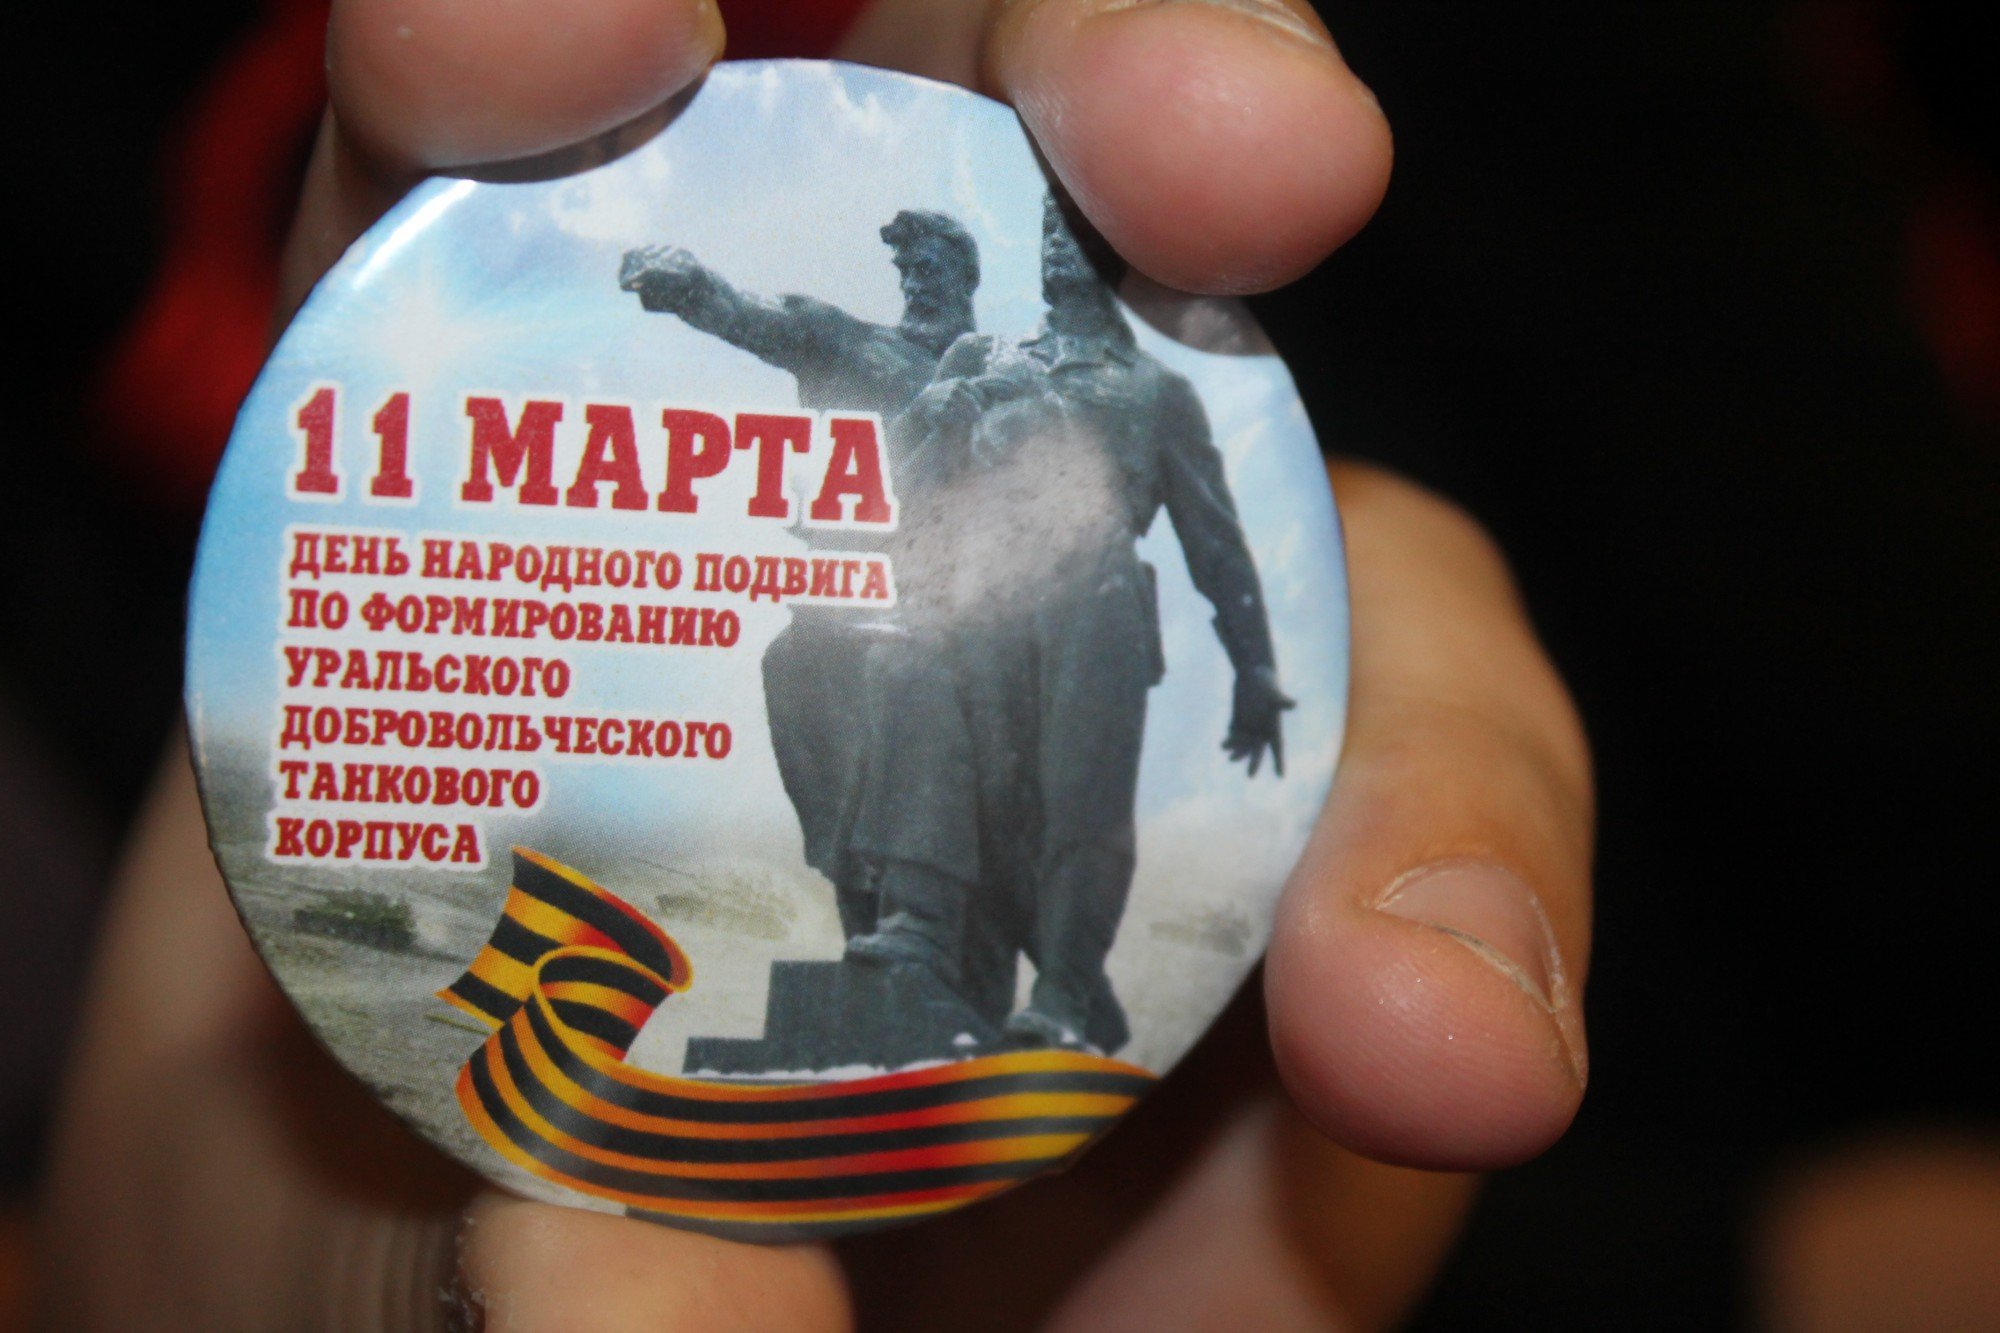 11 МАРТА
ДЕНЬ НАРОДНОГО ПОДВИГА
ПО ФОРМИРОВАНИЮ
УРАЛЬСКОГО
ДОБРОВОЛЬЧЕСКОГО
ТАНКОВОГО
КОРПУСА